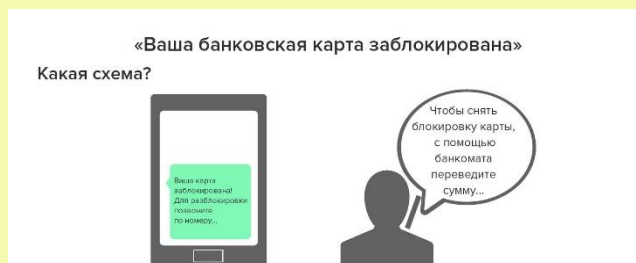 «Ваша банковская карта заблокирована»
Какая схема?
Ваша карта
заблокирована!
Для разблокировки
позвоните
по номеру...
Чтобы снять
блокировку карты,
с помощью
банкомата
переведите
сумму...